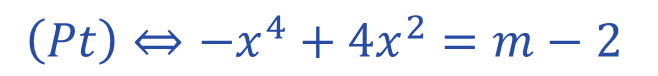 (Pt) ⇔ −x⁴ + 4x² = m − 2